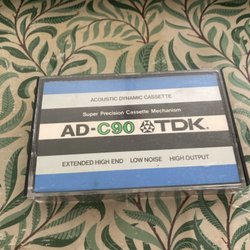 ACOUSTIC DYNAMIC CASSETTE
Super Precision Cassette Mechanism
AD-C90 TDK.
EXTENDED HIGH END LOW NOISE HIGH OUTPUT